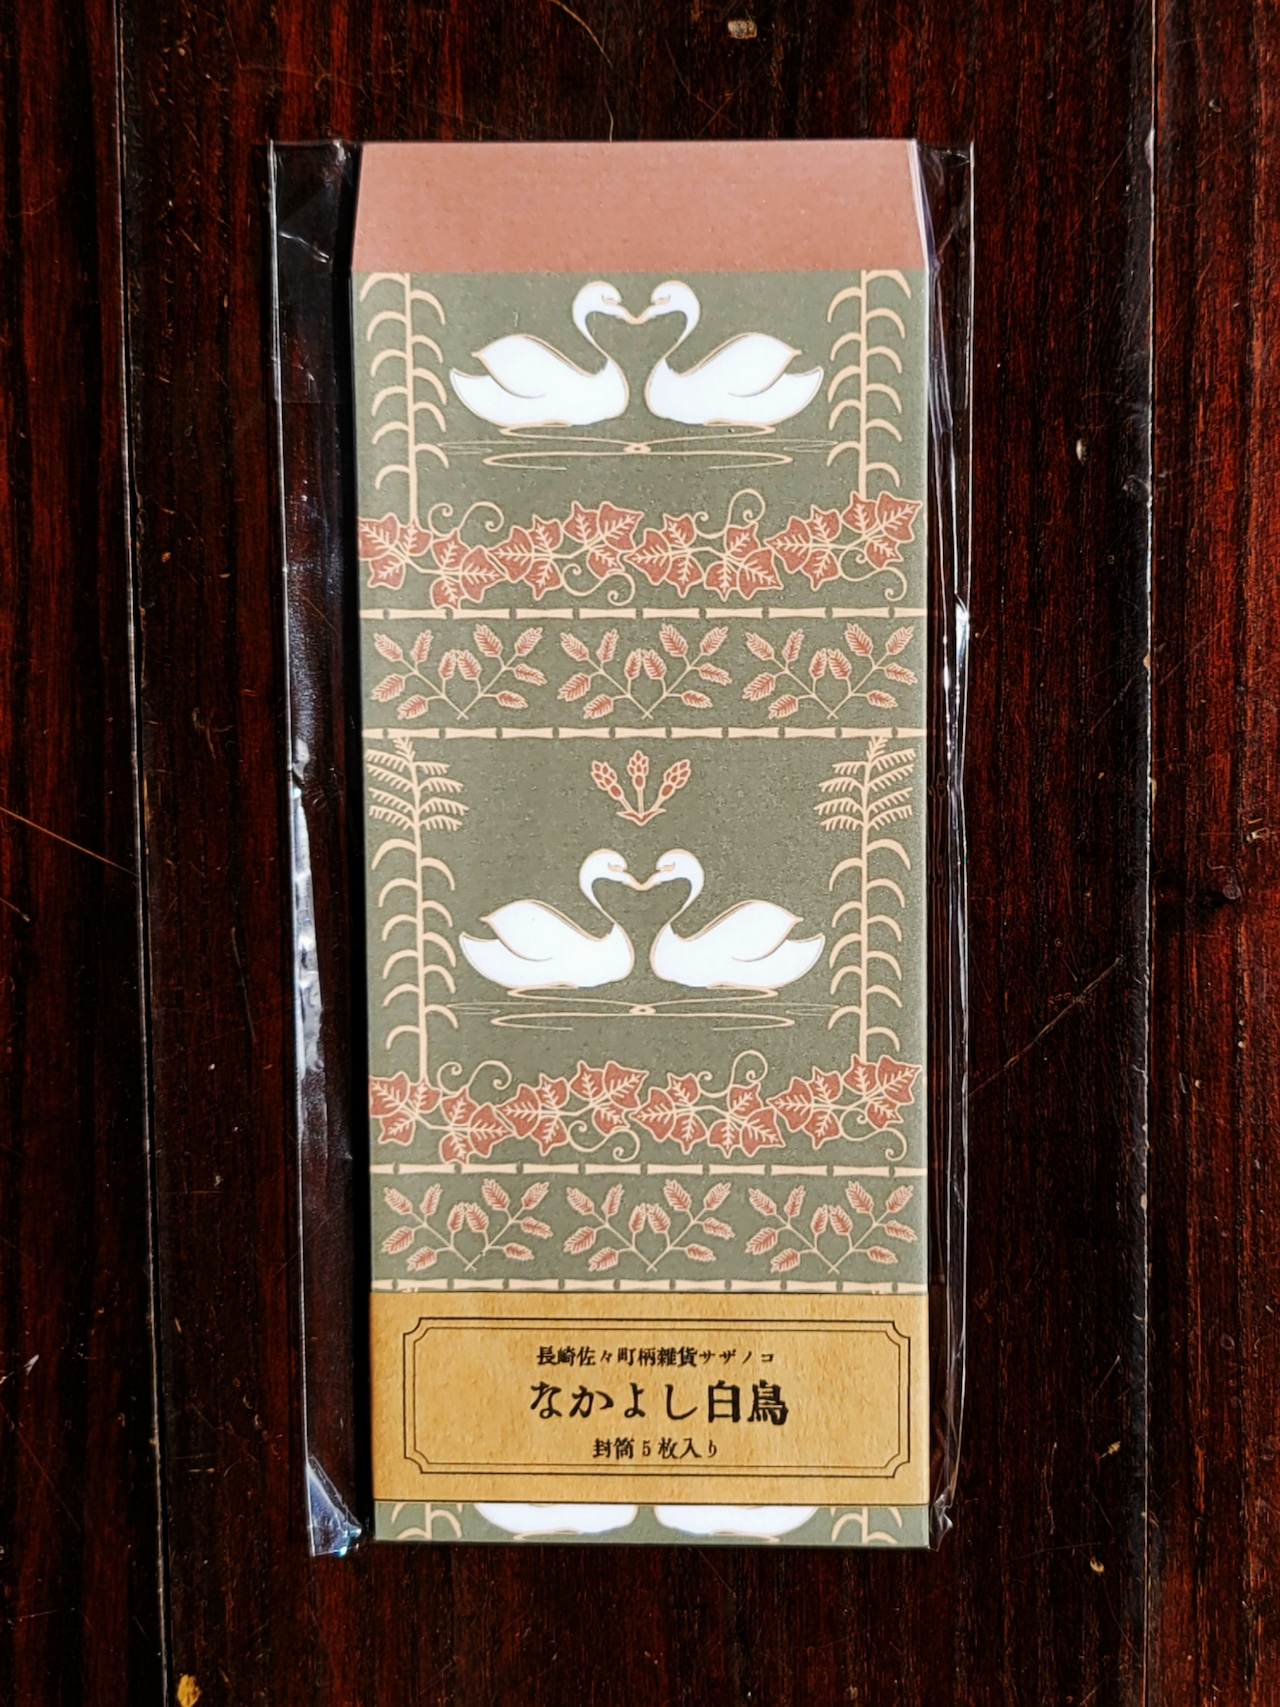 長崎佐々町柄雑貨サザノコ
なかよし白鳥
封筒5枚入り